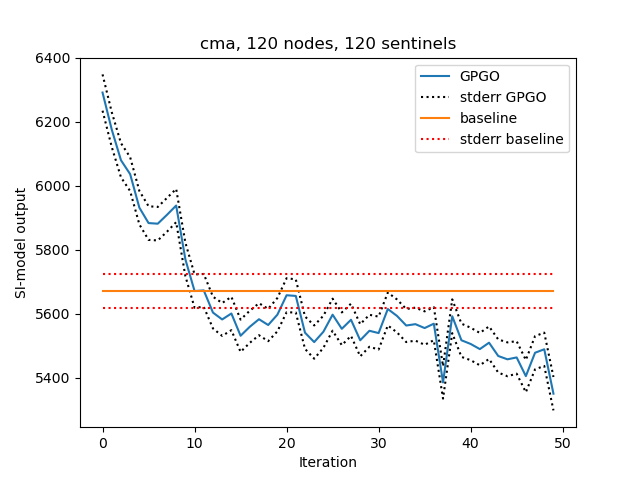 cma, 120 nodes, 120 sentinels
GPGO
stderr GPGO
baseline
stderr baseline
SI-model output
6400
6200
6000
5800
5600
5400
0 10 20 30 40 50
Iteration